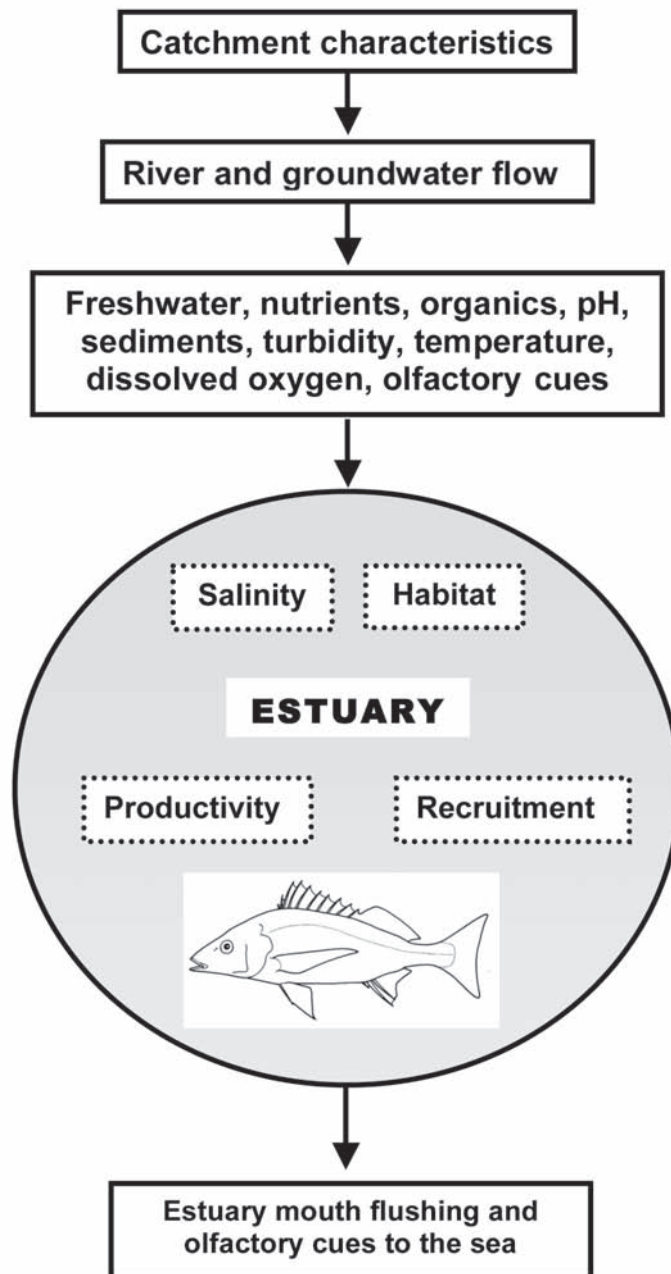 Catchment characteristics
River and groundwater flow
Freshwater, nutrients, organics, pH,
sediments, turbidity, temperature,
dissolved oxygen, olfactory cues
Salinity
Habitat
ESTUARY
Productivity
Recruitment
Estuary mouth flushing and
olfactory cues to the sea